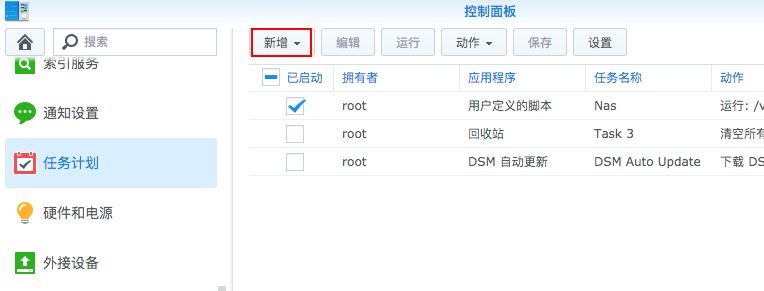 控制面板
搜索
新增 编辑 运行 动作 保存 设置
索引服务
通知设置
任务计划
硬件和电源
外接设备
已启动 拥有者 应用程序 任务名称 动作
root 用户定义的脚本 Nas 运行: /v
root 回收站 Task 3 清空所有
root DSM 自动更新 DSM Auto Update 下载 DS